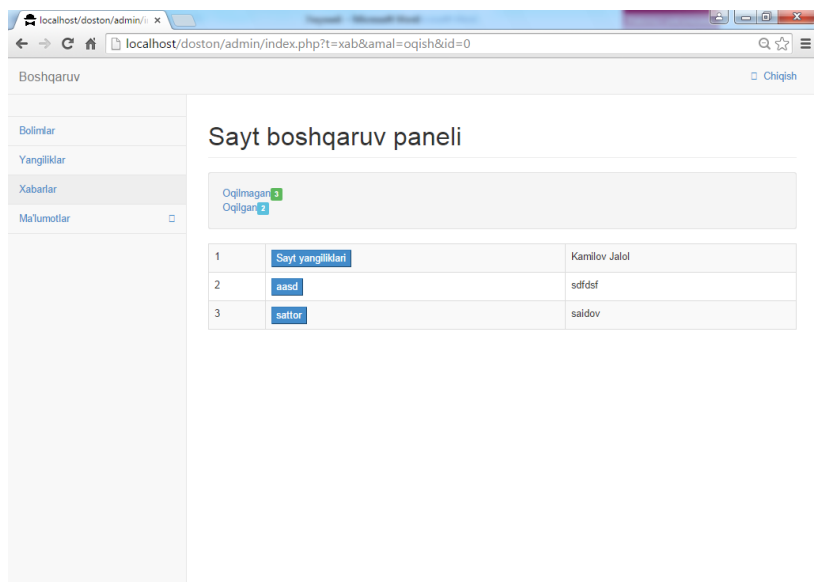 localhost/doston/admin/i
localhost/doston/admin/index.php?t=xab&amal=oqish&id=0
Boshqaruv
Chiqish
Bolimlar
Yangiliklar
Xabarlar
Ma'lumotlar
Sayt boshqaruv paneli
Oqilmagan 3
Oqilgan 2
1 Sayt yangiliklari Kamilov Jalol
2 aasd sdfdsf
3 sattor saidov